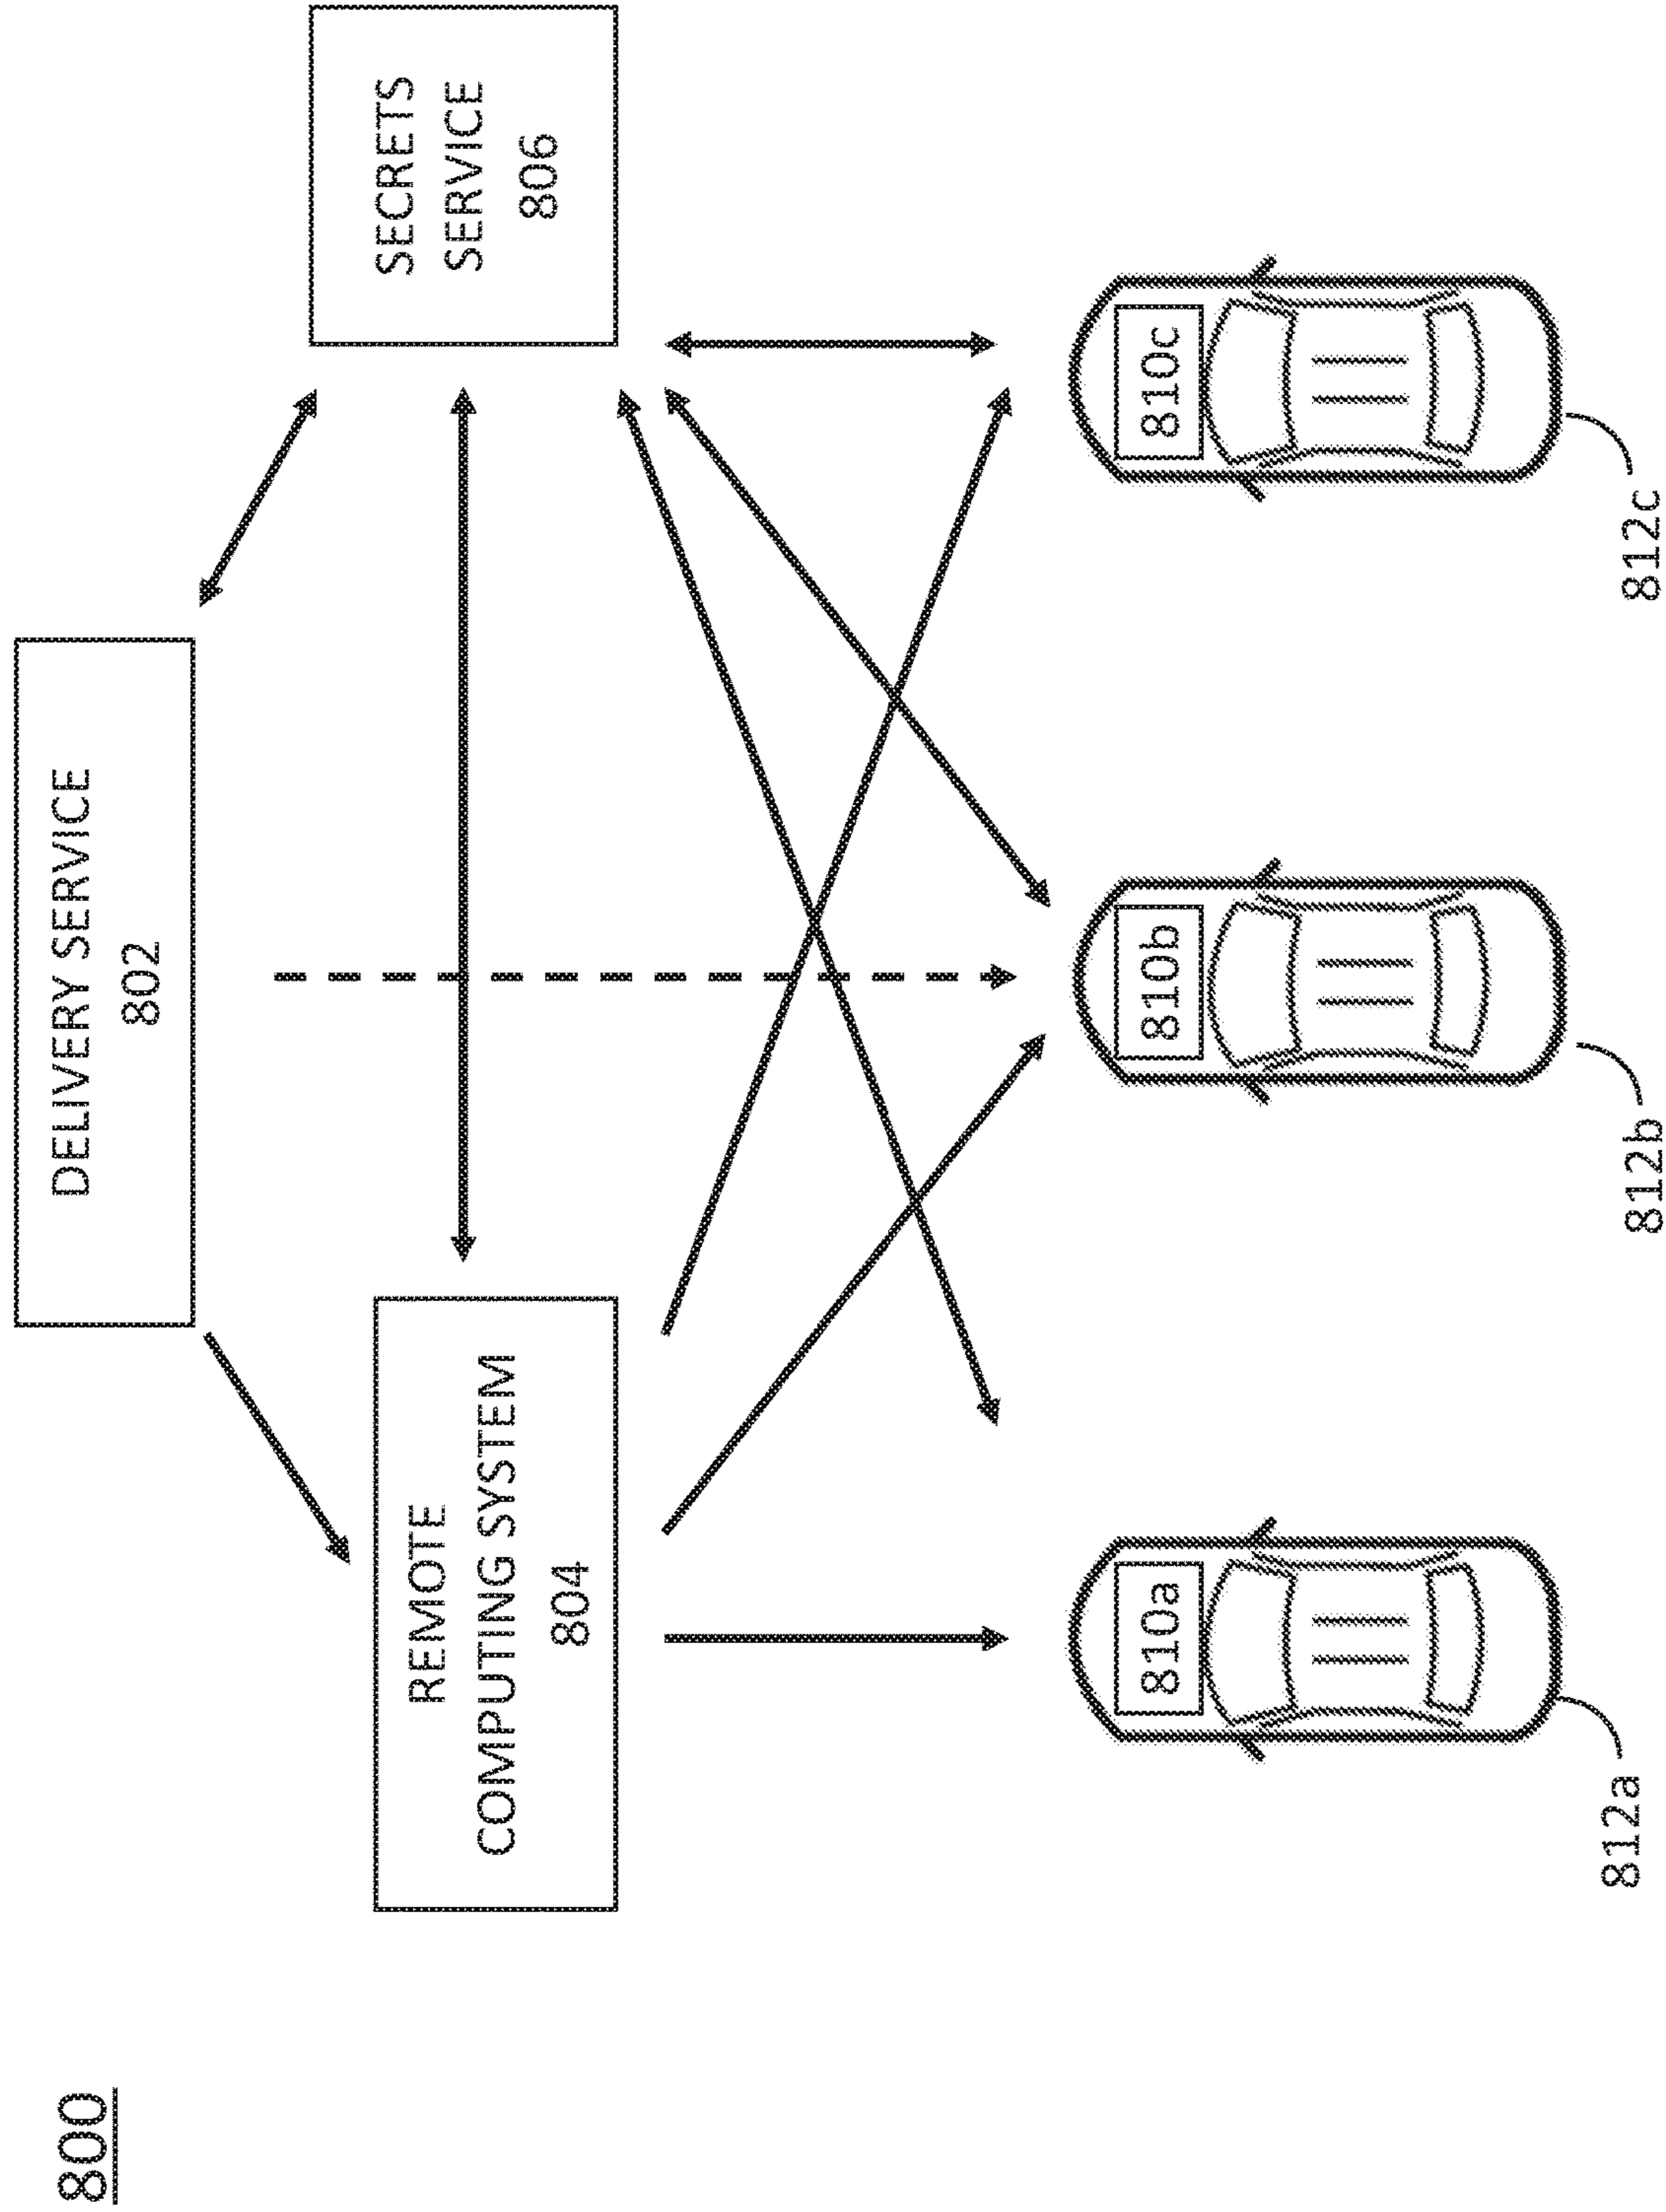 800
DELIVERY SERVICE
802
REMOTE
COMPUTING SYSTEM
804
SECRETS
SERVICE
806
810a
810b
810c
812a
812b
812c